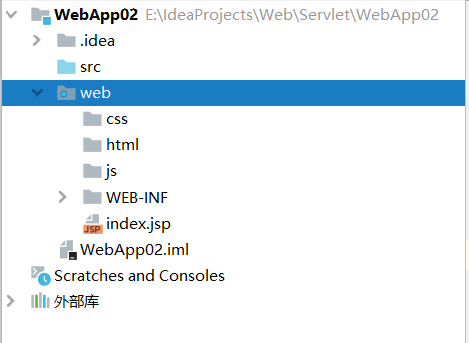 WebApp02 E:\IdeaProjects\Web\Servlet\WebApp02
.idea
src
web
css
html
js
WEB-INF
JSP index.jsp
WebApp02.iml
Scratches and Consoles
外部库